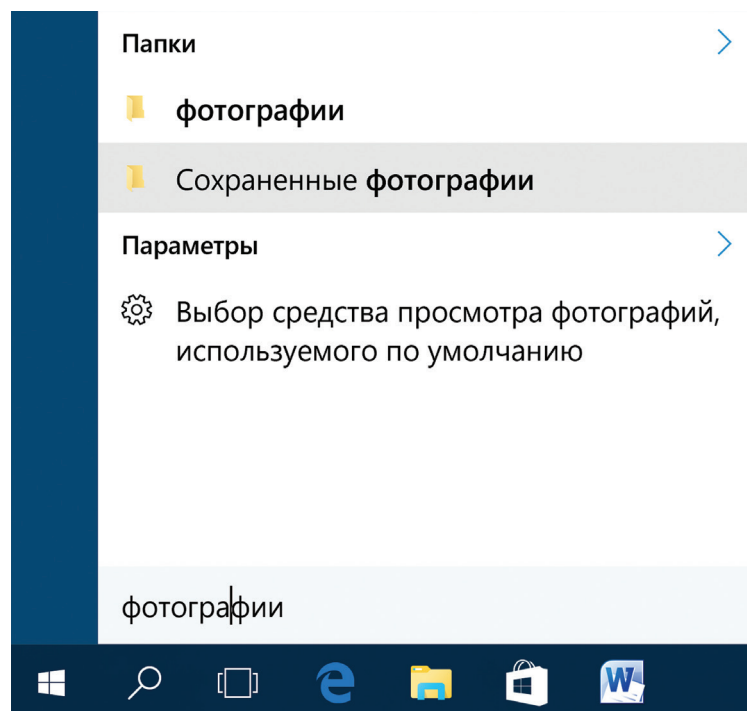 Папки
фотографии
Сохраненные фотографии
Параметры
Выбор средства просмотра фотографий,
используемого по умолчанию
фотографии